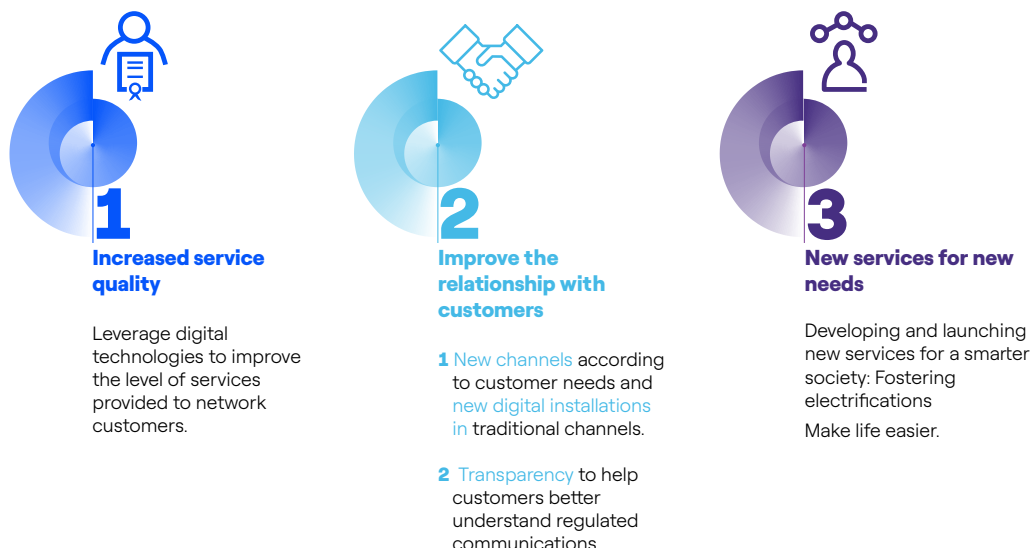 1
Increased service
quality
Leverage digital
technologies to improve
the level of services
provided to network
customers.
2
Improve the
relationship with
customers
1 New channels according
to customer needs and
new digital installations
in traditional channels.
2 Transparency to help
customers better
understand regulated
communications
3
New services for new
needs
Developing and launching
new services for a smarter
society: Fostering
electrifications
Make life easier.